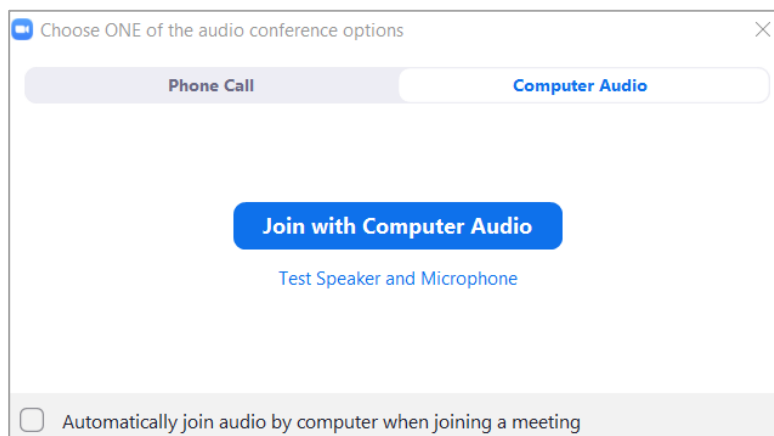 Choose ONE of the audio conference options
Phone Call Computer Audio
Join with Computer Audio
Test Speaker and Microphone
Automatically join audio by computer when joining a meeting